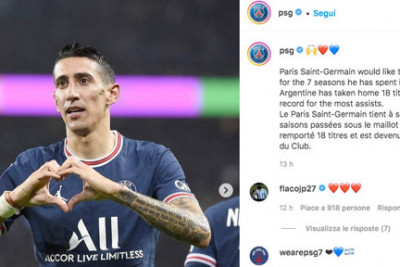 psg • Segui
psg
Paris Saint-Germain would like t
for the 7 seasons he has spent i
Argentine has taken home 18 tit
record for the most assists.
Le Paris Saint-Germain tient à s
saisons passées sous le maillot
remporté 18 titres et est devenu
du Club.
13 h
flacojp27
12 h Piace a 918 persone Rispon
Visualizza le risposte (7)
wearepsg7
ALL
ACCOR LIVE LIMITLESS